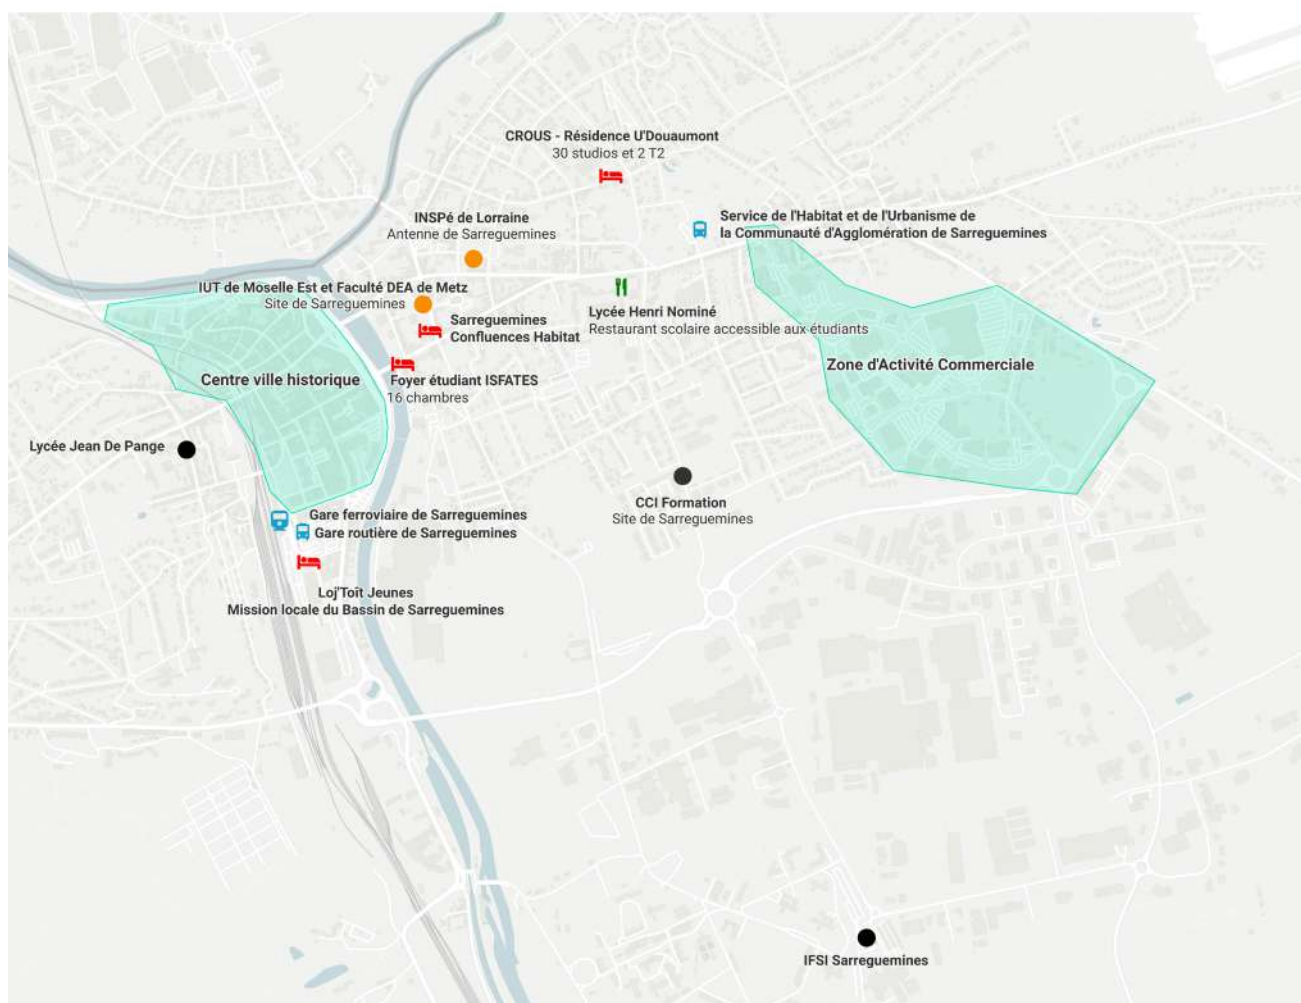 CROUS - Résidence U'Douaumont
30 studios et 2 T2
INSPé de Lorraine
Antenne de Sarreguemines
Service de l'Habitat et de l'Urbanisme de
la Communauté d'Agglomération de Sarreguemines
IUT de Moselle Est et Faculté DEA de Metz
Site de Sarreguemines
Sarreguemines
Confluences Habitat
Lycée Henri Nominé
Restaurant scolaire accessible aux étudiants
Zone d'Activité Commerciale
Centre ville historique
Foyer étudiant ISFATES
16 chambres
Lycée Jean De Pange
CCI Formation
Site de Sarreguemines
Gare ferroviaire de Sarreguemines
Gare routière de Sarreguemines
Loj'Toît Jeunes
Mission locale du Bassin de Sarreguemines
IFSI Sarreguemines